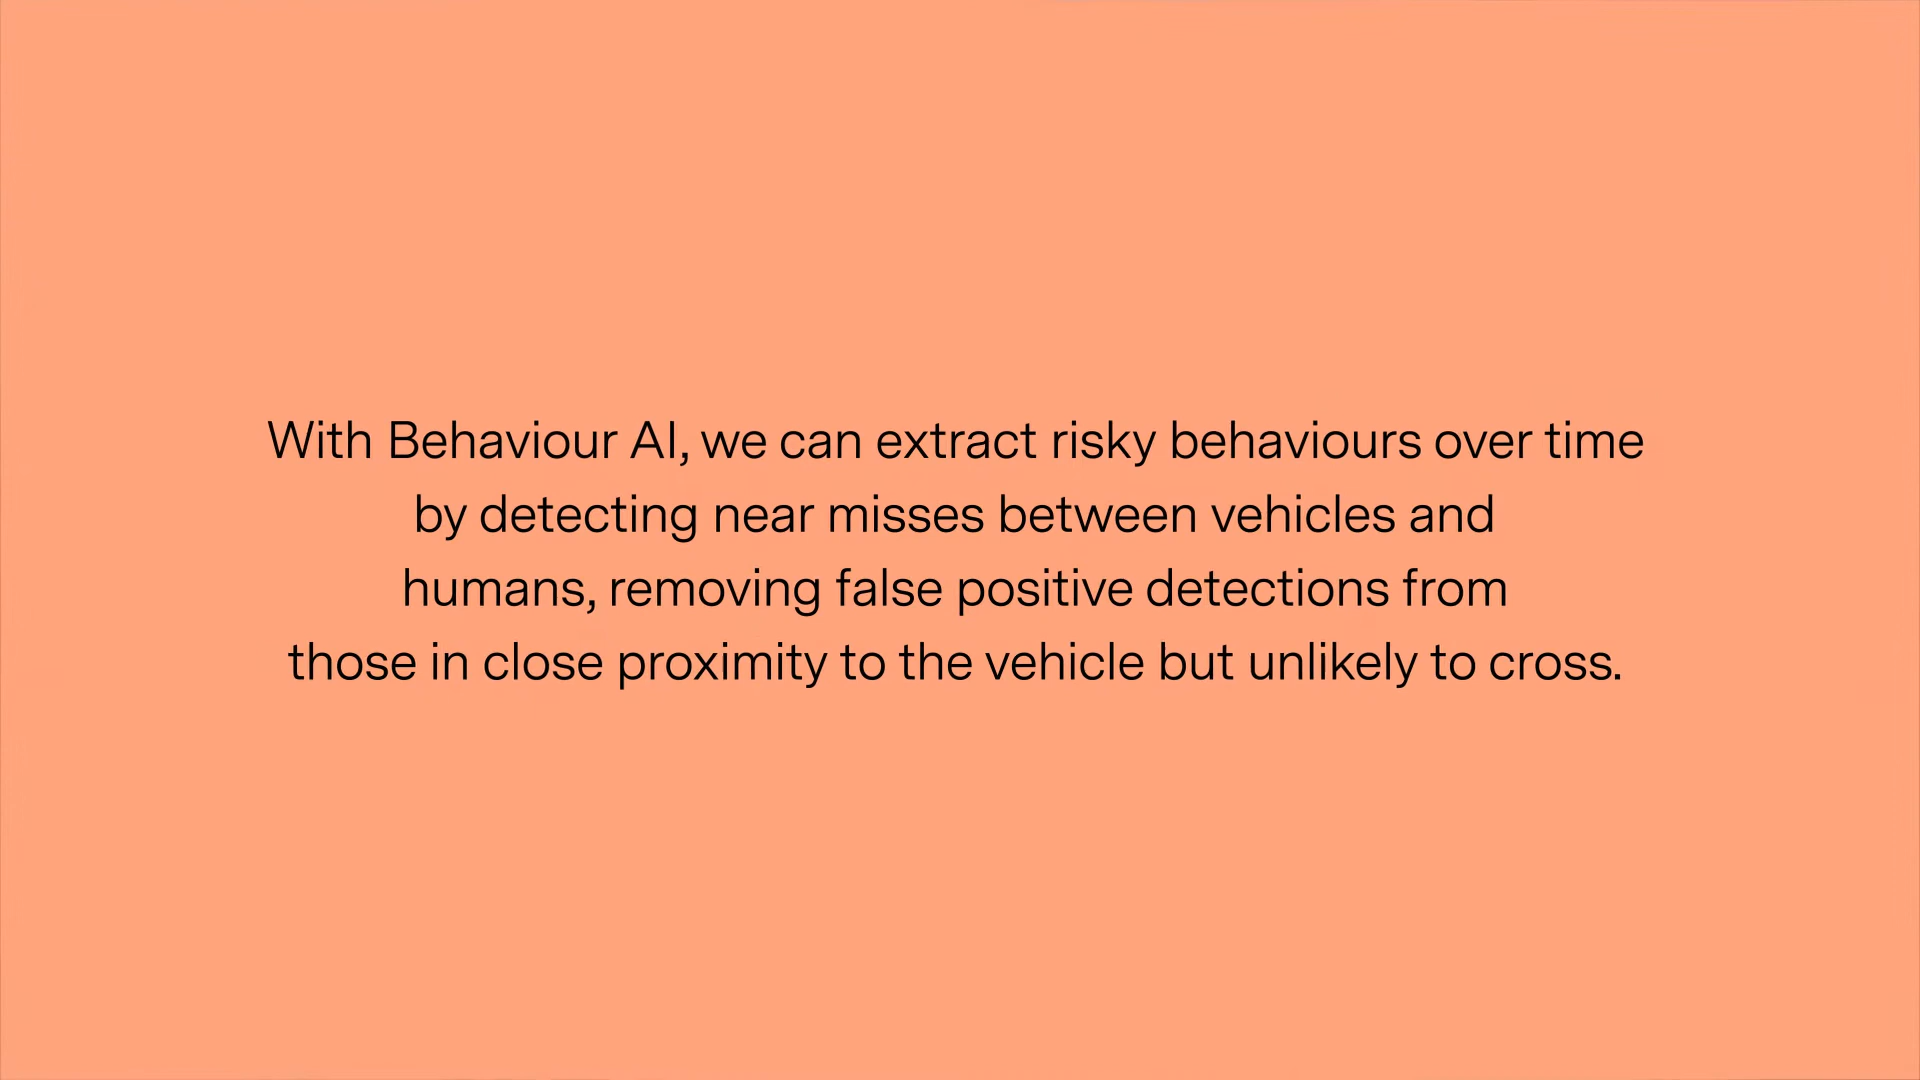 With Behaviour AI, we can extract risky behaviours over time
by detecting near misses between vehicles and
humans, removing false positive detections from
those in close proximity to the vehicle but unlikely to cross.